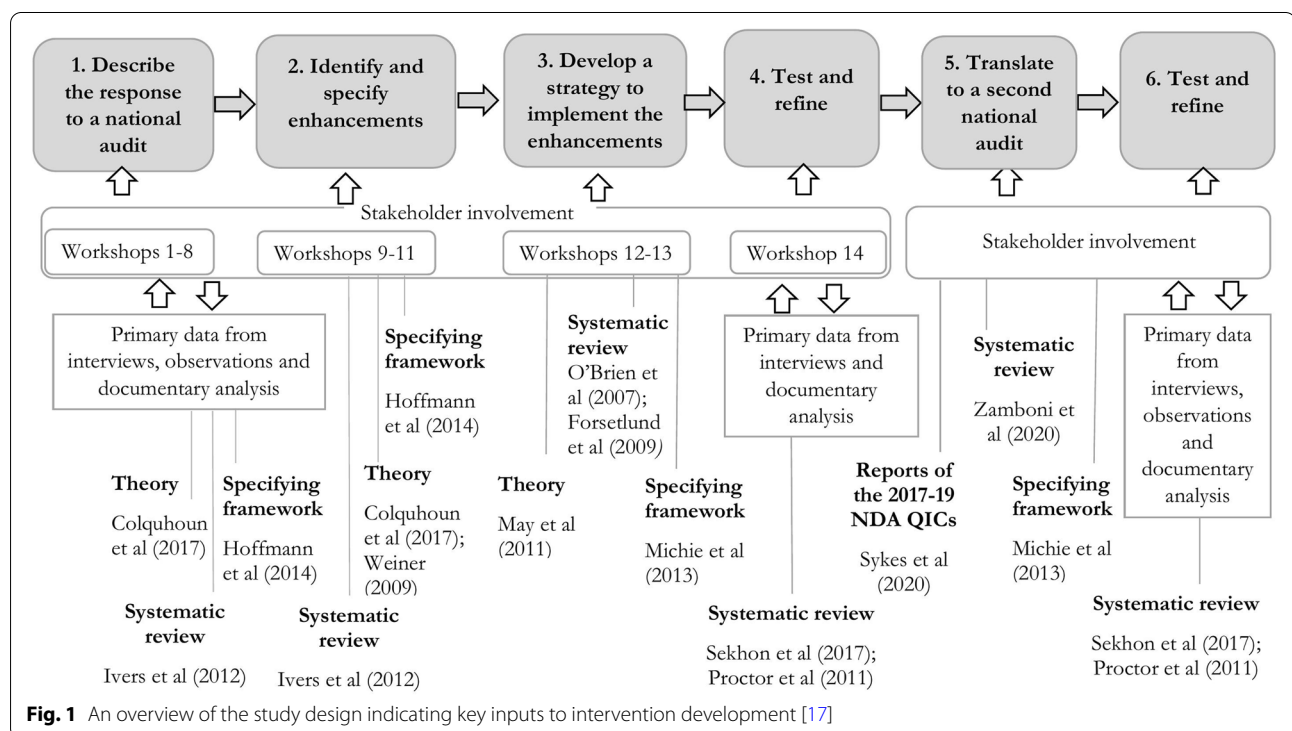 1. Describe
the response
to a national
audit
2. Identify and
specify
enhancements
3. Develop a
strategy to
implement the
enhancements
4. Test and
refine
5. Translate
to a second
national
audit
6. Test and
refine
Stakeholder involvement
Workshops 1-8
Workshops 9-11
Workshops 12-13
Workshop 14
Stakeholder involvement
Primary data from
interviews, observations and
documentary analysis
Theory
Colquhoun
et al (2017)
Systematic
review
Ivers et al (2012)
Specifying
framework
Hoffmann
et al (2014)
Specifying
framework
Hoffmann
et al (2014)
Theory
Colquhoun
et al (2017);
Weiner
(2009)
Systematic
review
Ivers et al (2012)
Systematic
review
O'Brien et
al (2007);
Forsetlund
et al (2009)
Theory
May et al
(2011)
Specifying
framework
Michie et al
(2013)
Primary data from
interviews and
documentary
analysis
Systematic review
Sekhon et al (2017);
Proctor et al (2011)
Reports of
the 2017-19
NDA QICs
Sykes et al
(2020)
Systematic
review
Zamboni et
al (2020)
Specifying
framework
Michie et al
(2013)
Primary data
from
interviews,
observations
and
documentary
analysis
Systematic review
Sekhon et al (2017);
Proctor et al (2011)
Fig. 1 An overview of the study design indicating key inputs to intervention development [17]